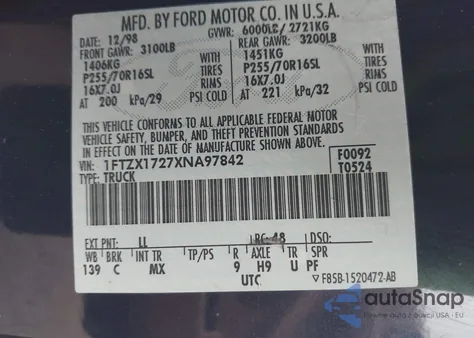 MFD. BY FORD MOTOR CO. IN U.S.A.
DATE: 12/98 GVWR: 6000LB/ 2721KG
FRONT GAWR: 3100LB REAR GAWR: 3200LB
1406KG WITH 1451KG WITH
P255/70R16SL TIRES P255/70R16SL TIRES
16X7.0J RIMS 16X7.0J RIMS
AT 200 kPa/29 PSI COLD AT 221 kPa/32 PSI COLD
THIS VEHICLE CONFORMS TO ALL APPLICABLE FEDERAL MOTOR
VEHICLE SAFETY, BUMPER, AND THEFT PREVENTION STANDARDS
IN EFFECT ON THE DATE OF MANUFACTURE SHOWN ABOVE.
VIN: 1FTZX1727XNA97842 F0092
TYPE: TRUCK T0524
EXT PNT: LL RC: 48 DSO:
WB BRK INT TR TP/PS R AXLE TR SPR
139 C MX 9 H9 U PF
UTC ▽F85B-1520472-AB
autoSnap